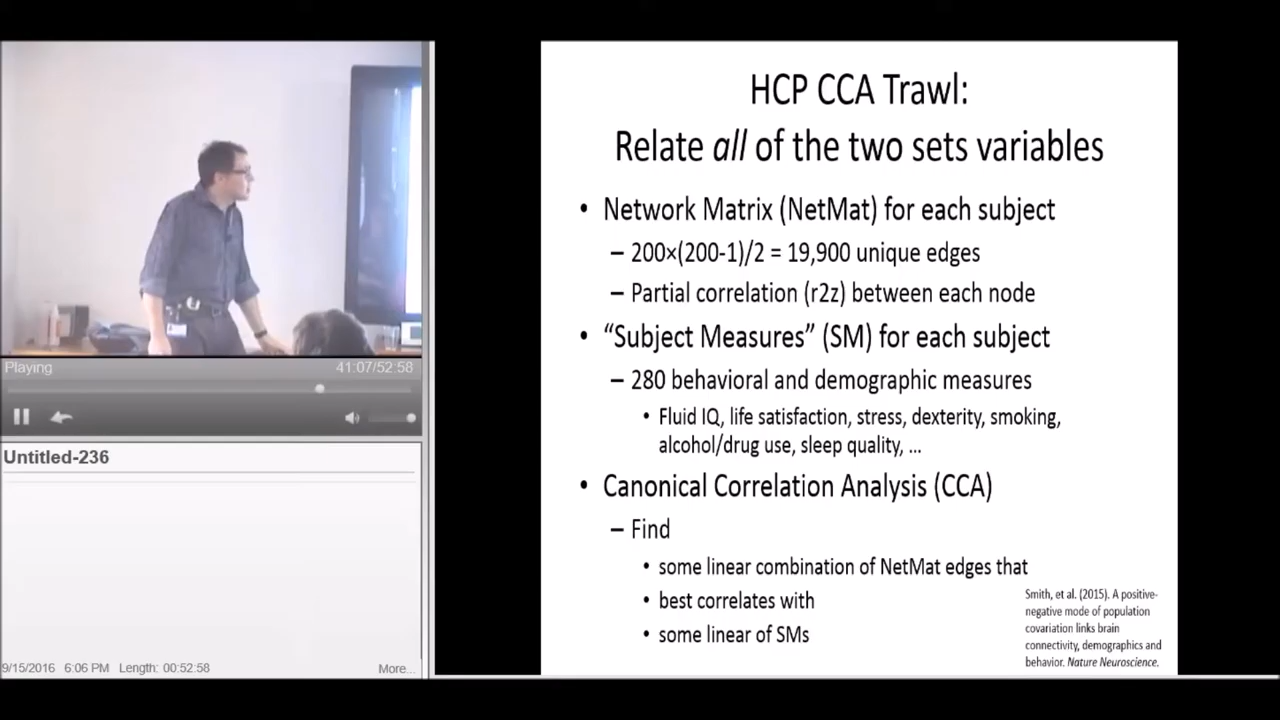 Playing
41:07/52:58
Untitled-236
9/15/2016 6:06 PM Length: 00:52:58
More...
HCP CCA Trawl:
Relate all of the two sets variables
• Network Matrix (NetMat) for each subject
– 200×(200-1)/2 = 19,900 unique edges
– Partial correlation (r2z) between each node
• “Subject Measures” (SM) for each subject
– 280 behavioral and demographic measures
• Fluid IQ, life satisfaction, stress, dexterity, smoking,
alcohol/drug use, sleep quality, ...
• Canonical Correlation Analysis (CCA)
– Find
• some linear combination of NetMat edges that
• best correlates with
• some linear of SMs
Smith, et al. (2015). A positive-
negative mode of population
covariation links brain
connectivity, demographics and
behavior. Nature Neuroscience.